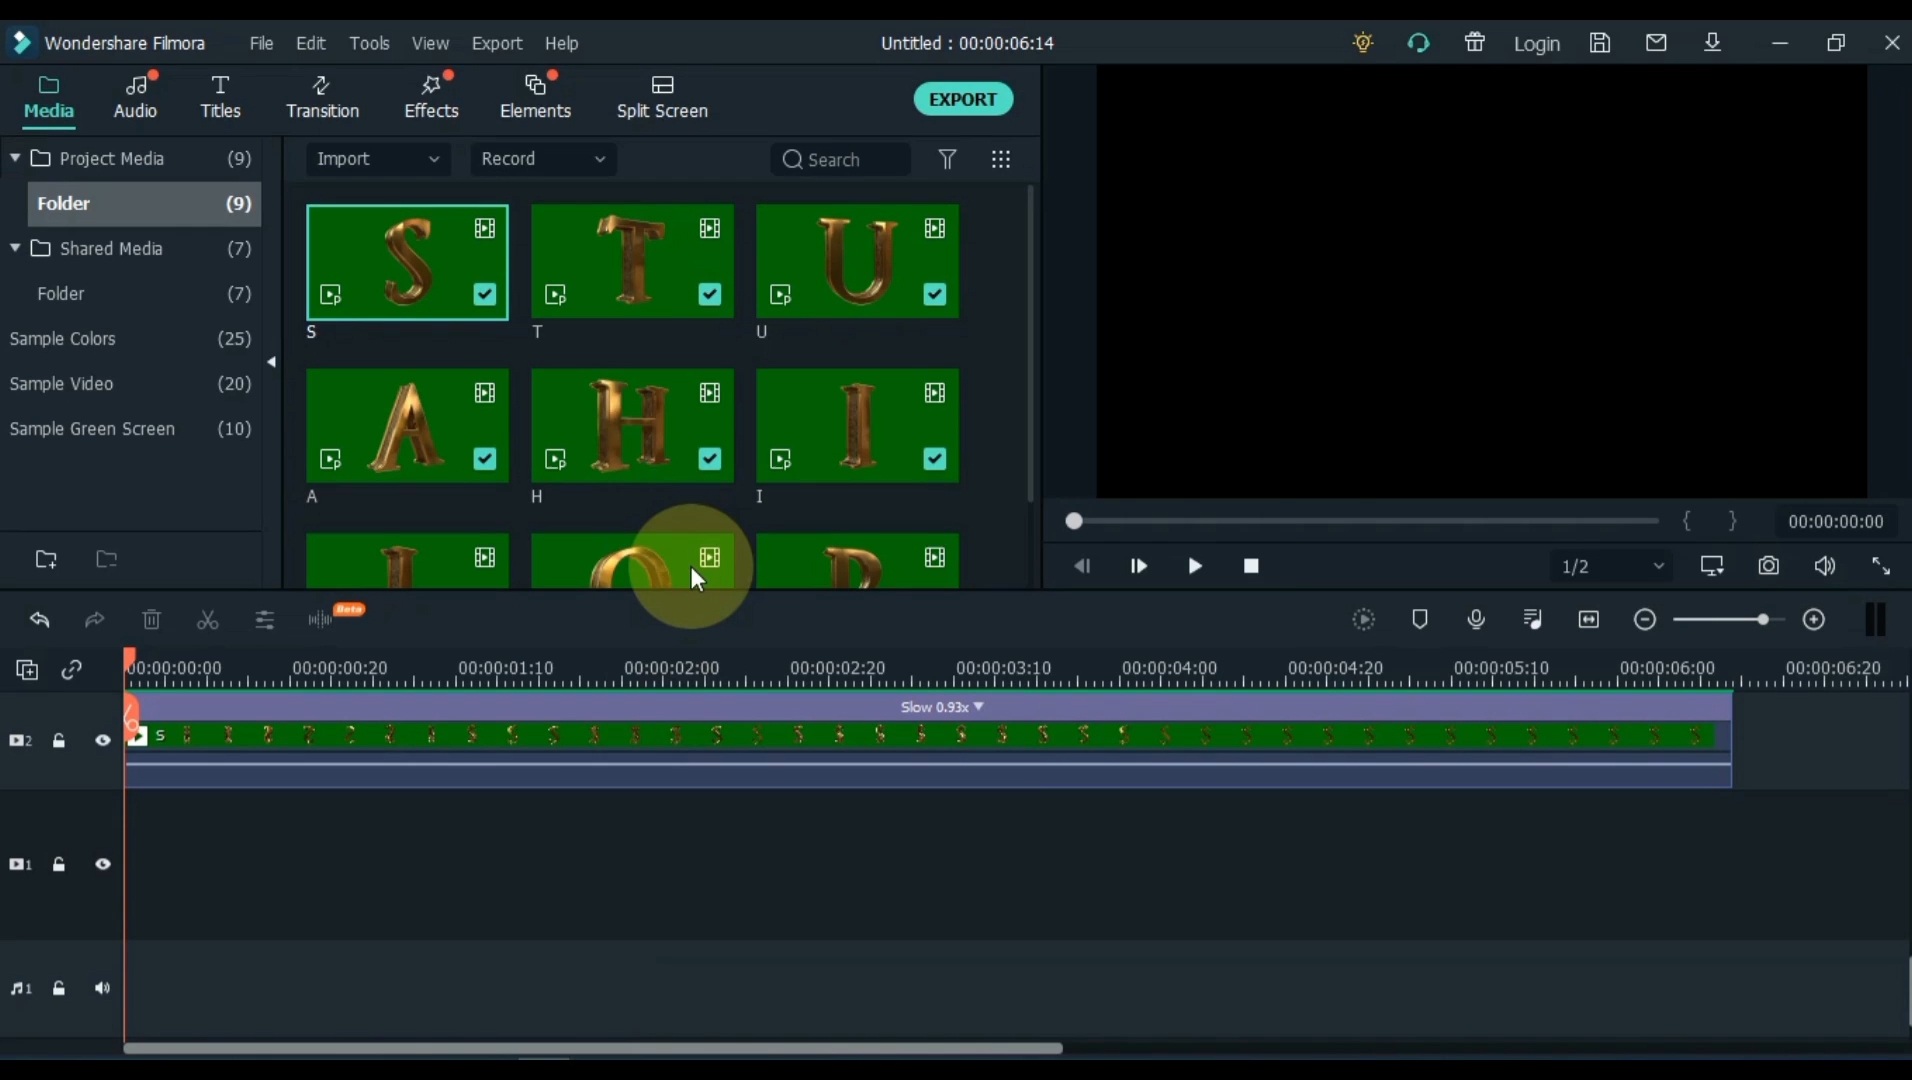 Wondershare Filmora File Edit Tools View Export Help Untitled : 00:00:06:14 Login
Media Audio Titles Transition Effects Elements Split Screen EXPORT
Project Media (9)
Folder (9)
Shared Media (7)
Folder (7)
Sample Colors (25)
Sample Video (20)
Sample Green Screen (10)
Import Record Search
S T U
S T U
A H I
A H I
00:00:00:00
1/2
Beta
00:00:00:00 00:00:00:20 00:00:01:10 00:00:02:00 00:00:02:20 00:00:03:10 00:00:04:00 00:00:04:20 00:00:05:10 00:00:06:00 00:00:06:20
Slow 0.93x
2 S
1
1